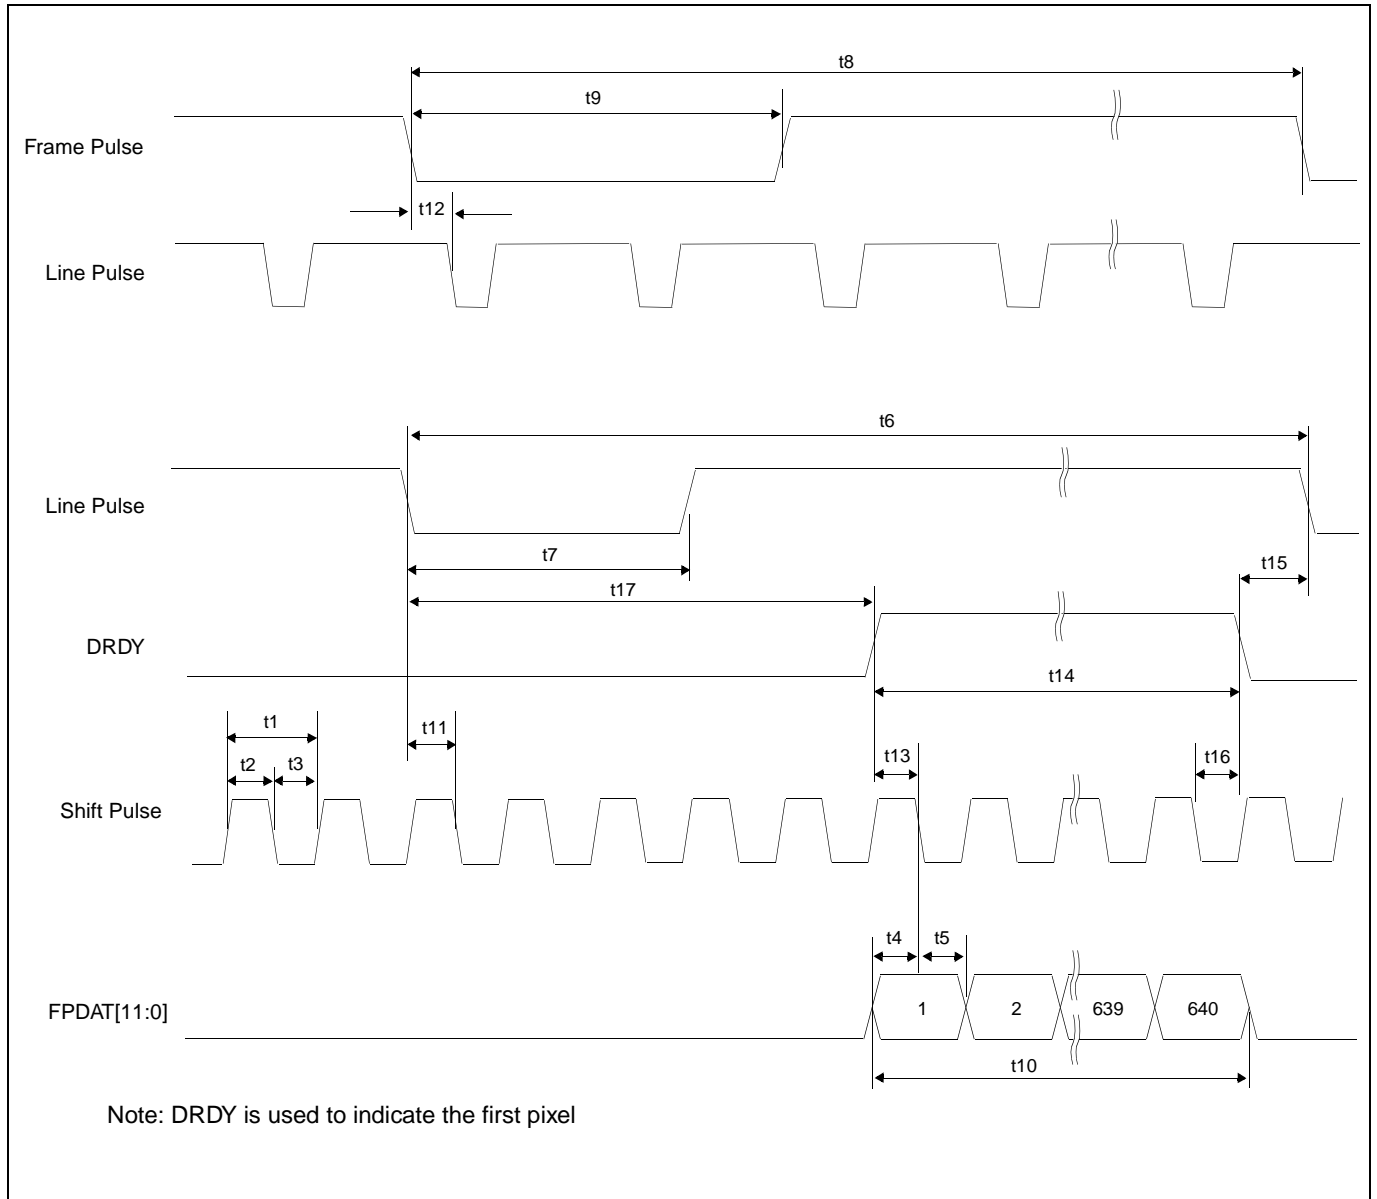 t8
t9
Frame Pulse
t12
Line Pulse
t6
Line Pulse
t7
t15
t17
DRDY
t14
t1
t11
t2 t3
t13
t16
Shift Pulse
t4 t5
FPDAT[11:0]
1 2 639 640
t10
Note: DRDY is used to indicate the first pixel